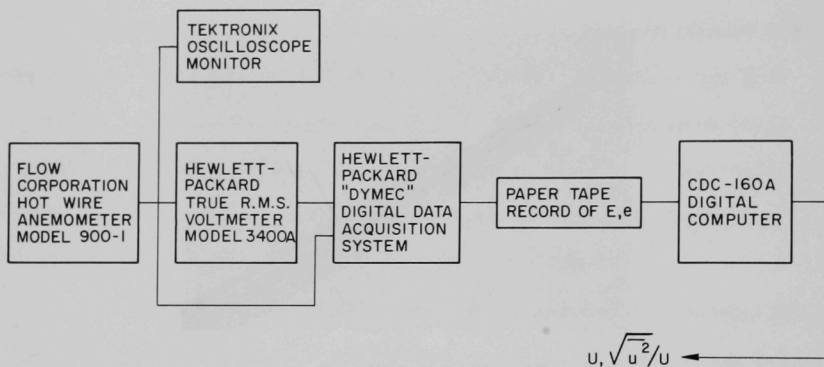 TEKTRONIX
OSCILLOSCOPE
MONITOR
FLOW
CORPORATION
HOT WIRE
ANEMOMETER
MODEL 900-1
HEWLETT-
PACKARD
TRUE R.M.S.
VOLTMETER
MODEL 3400A
HEWLETT-
PACKARD
"DYMEC"
DIGITAL DATA
ACQUISITION
SYSTEM
PAPER TAPE
RECORD OF E,e
CDC-160A
DIGITAL
COMPUTER
U, √u̅²/U